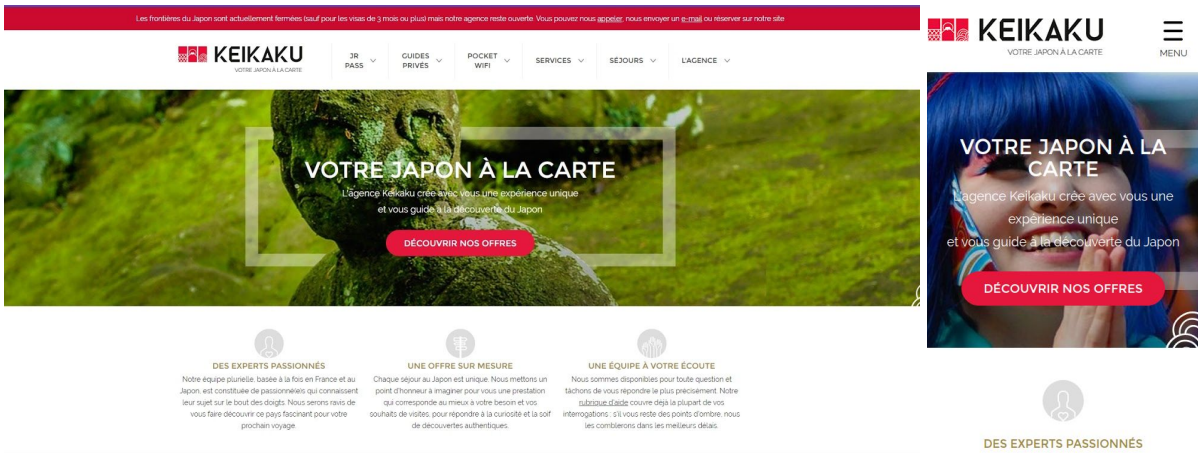 Les frontières du Japon sont actuellement fermées (sauf pour les visas de 3 mois ou plus) mais notre agence reste ouverte. Vous pouvez nous appeler, nous envoyer un e-mail ou réserver sur notre site
KEIKAKU
VOTRE JAPON À LA CARTE
JR PASS
GUIDES PRIVÉS
POCKET WIFI
SERVICES
SÉJOURS
L'AGENCE
VOTRE JAPON À LA CARTE
L'agence Keikaku crée avec vous une expérience unique
et vous guide à la découverte du Japon
DÉCOUVRIR NOS OFFRES
DES EXPERTS PASSIONNÉS
Notre équipe plurielle, basée à la fois en France et au
Japon, est constituée de passionné(e)s qui connaissent
leur sujet sur le bout des doigts. Nous serons ravis de
vous faire découvrir ce pays fascinant pour votre
prochain voyage.
UNE OFFRE SUR MESURE
Chaque séjour au Japon est unique. Nous mettons un
point d'honneur à imaginer pour vous une prestation
qui corresponde au mieux à votre besoin et vos
souhaits de visites, pour répondre à la curiosité et la soif
de découvertes authentiques.
UNE ÉQUIPE À VOTRE ÉCOUTE
Nous sommes disponibles pour toute question et
tâchons de vous répondre le plus précisément. Notre
rubrique d'aide couvre déjà la plupart de vos
interrogations : s'il vous reste des points d'ombre, nous
les comblerons dans les meilleurs délais.
KEIKAKU
VOTRE JAPON À LA CARTE
MENU
VOTRE JAPON À LA
CARTE
L'agence Keikaku crée avec vous une
expérience unique
et vous guide à la découverte du Japon
DÉCOUVRIR NOS OFFRES
DES EXPERTS PASSIONNÉS